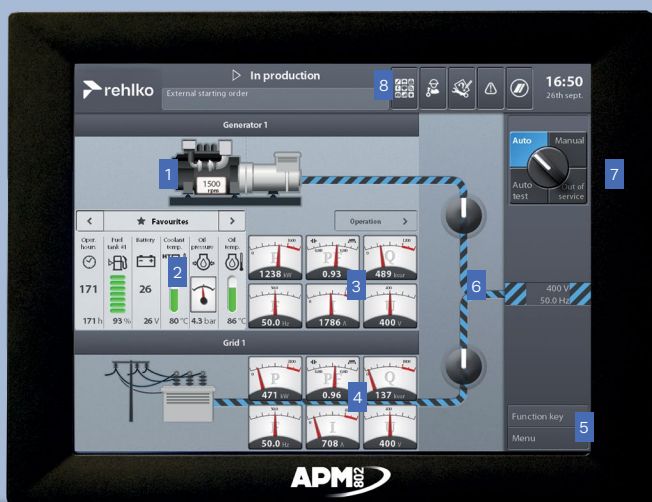 rehlko
In production
External starting order
8
16:50
26th sept.
Generator 1
1
1500
rpm
Auto
Manual
Auto
test
Out of
service
7
Favourites
Operation
Oper.
hours
Fuel
tank #1
Battery
Coolant
temp.
Oil
pressure
Oil
temp.
2
171
26
171 h
93 %
26 V
80 °C
4.3 bar
86 °C
P
1238 kW
PF
0.93
Q
489 kvar
3
50.0 Hz
1786 A
U
400 V
6
400 V
50.0 Hz
Grid 1
P
471 kW
PF
0.96
Q
137 kvar
4
F
50.0 Hz
I
708 A
U
400 V
Function key
5
Menu
APM
802